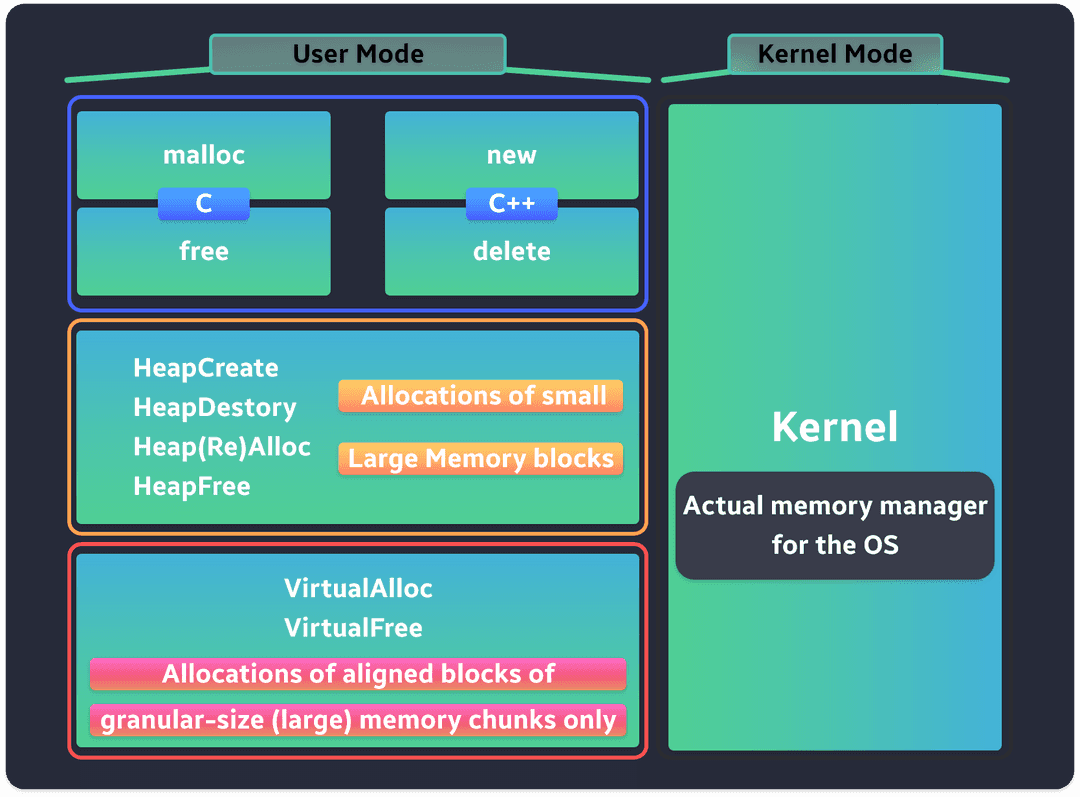 User Mode
Kernel Mode
malloc
new
C
C++
free
delete
HeapCreate
HeapDestory
Heap(Re)Alloc
HeapFree
Allocations of small
Large Memory blocks
VirtualAlloc
VirtualFree
Allocations of aligned blocks of
granular-size (large) memory chunks only
Kernel
Actual memory manager
for the OS